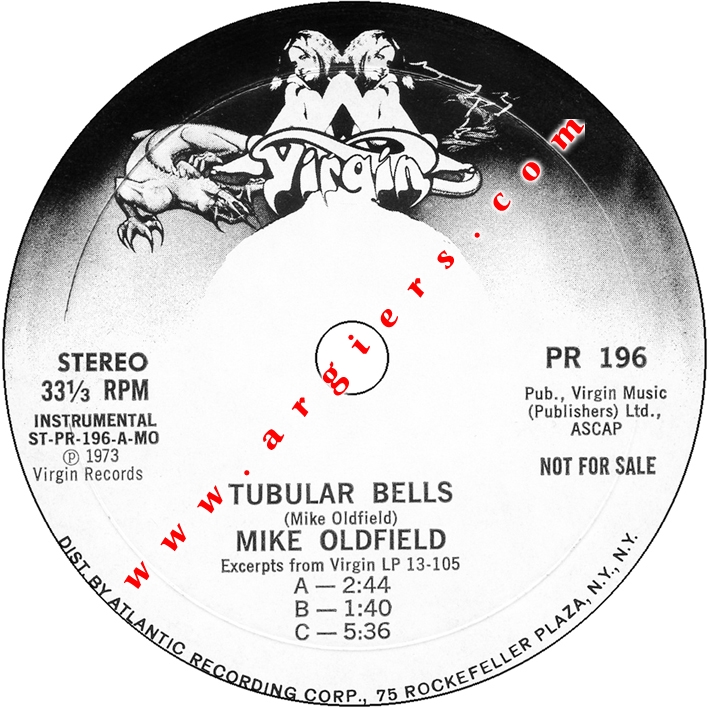 Virgin
STEREO
33⅓ RPM
INSTRUMENTAL
ST-PR-196-A-MO
Ⓟ 1973
Virgin Records
PR 196
Pub., Virgin Music
(Publishers) Ltd.,
ASCAP
NOT FOR SALE
TUBULAR BELLS
(Mike Oldfield)
MIKE OLDFIELD
Excerpts from Virgin LP 13-105
A — 2:44
B — 1:40
C — 5:36
DIST. BY ATLANTIC RECORDING CORP., 75 ROCKEFELLER PLAZA, N.Y., N.Y.
www.argiers.com